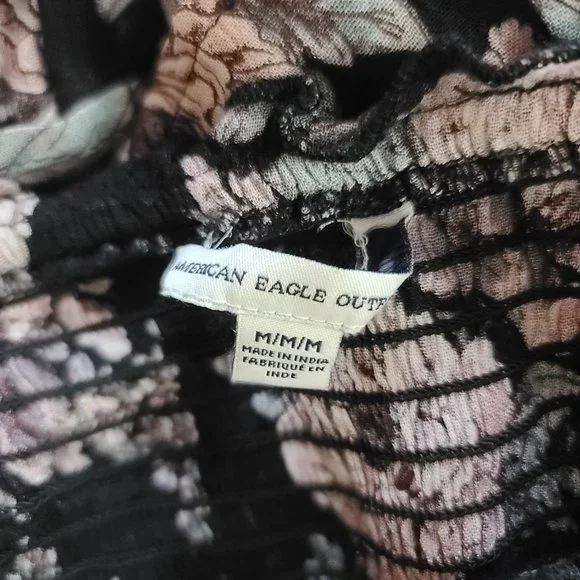 AMERICAN EAGLE OUTF
M/M/M
MADE IN INDIA
FABRIQUÉ EN
INDE